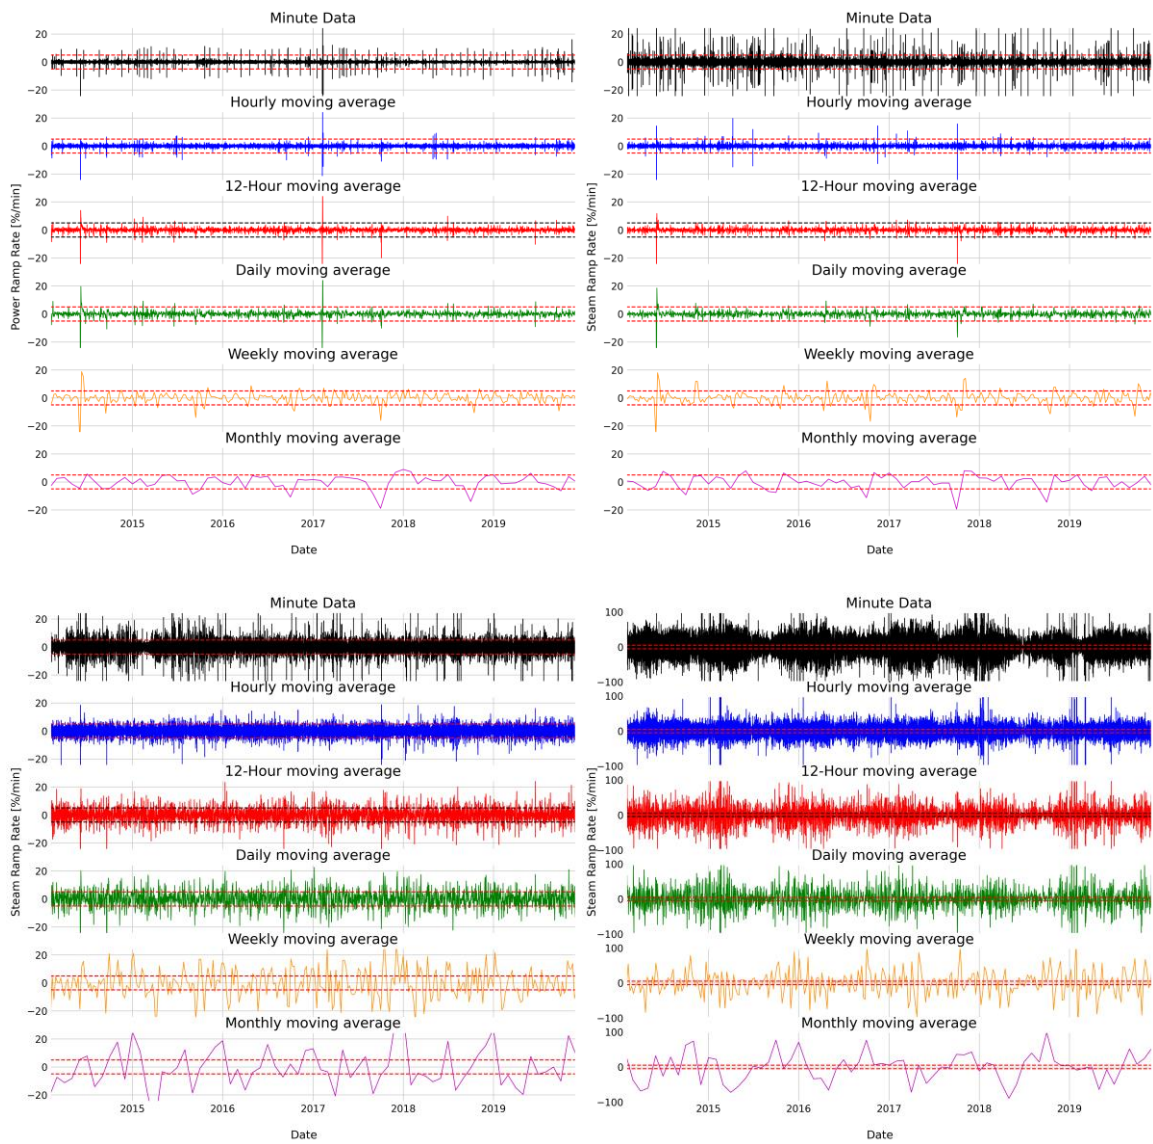 Minute Data
20
0
−20
Hourly moving average
20
0
−20
12-Hour moving average
20
0
−20
Daily moving average
20
0
−20
Weekly moving average
20
0
−20
Monthly moving average
20
0
−20
2015 2016 2017 2018 2019
Date
Power Ramp Rate [%/min]
Minute Data
20
0
−20
Hourly moving average
20
0
−20
12-Hour moving average
20
0
−20
Daily moving average
20
0
−20
Weekly moving average
20
0
−20
Monthly moving average
20
0
−20
2015 2016 2017 2018 2019
Date
Steam Ramp Rate [%/min]
Minute Data
20
0
−20
Hourly moving average
20
0
−20
12-Hour moving average
20
0
−20
Daily moving average
20
0
−20
Weekly moving average
20
0
−20
Monthly moving average
20
0
−20
2015 2016 2017 2018 2019
Date
Steam Ramp Rate [%/min]
Minute Data
100
0
−100
Hourly moving average
100
0
−100
12-Hour moving average
100
0
−100
Daily moving average
100
0
−100
Weekly moving average
100
0
−100
Monthly moving average
100
0
−100
2015 2016 2017 2018 2019
Date
Steam Ramp Rate [%/min]